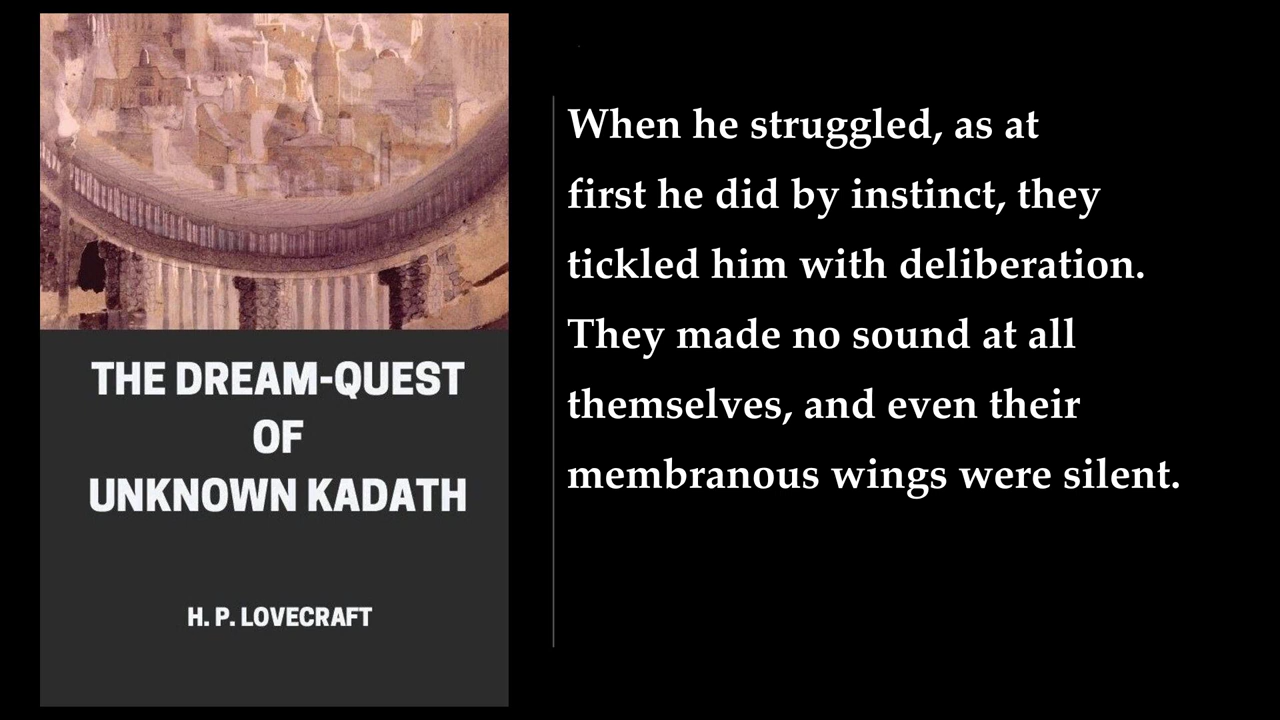 THE DREAM-QUEST
OF
UNKNOWN KADATH
H. P. LOVECRAFT
When he struggled, as at
first he did by instinct, they
tickled him with deliberation.
They made no sound at all
themselves, and even their
membranous wings were silent.